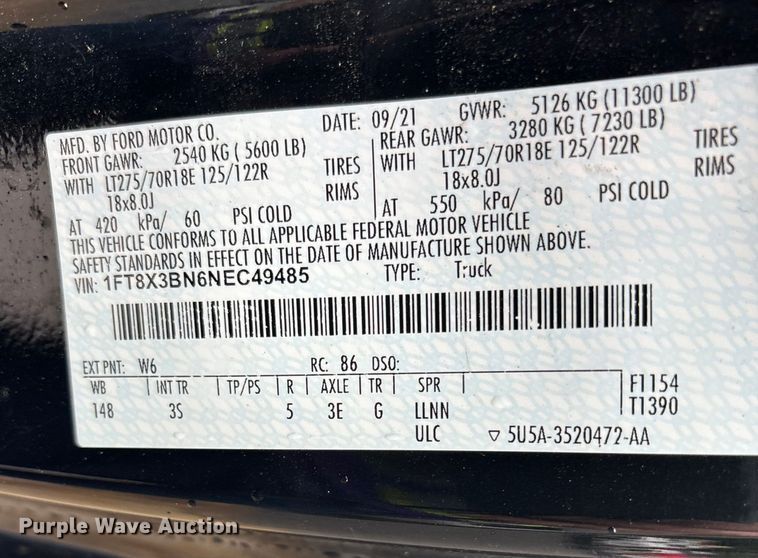 MFD. BY FORD MOTOR CO.
DATE: 09/21
GVWR: 5126 KG (11300 LB)
FRONT GAWR: 2540 KG ( 5600 LB)
REAR GAWR: 3280 KG ( 7230 LB)
WITH LT275/70R18E 125/122R TIRES
WITH LT275/70R18E 125/122R TIRES
18x8.0J RIMS
18x8.0J RIMS
AT 420 kPa/ 60 PSI COLD
AT 550 kPa/ 80 PSI COLD
THIS VEHICLE CONFORMS TO ALL APPLICABLE FEDERAL MOTOR VEHICLE
SAFETY STANDARDS IN EFFECT ON THE DATE OF MANUFACTURE SHOWN ABOVE.
VIN: 1FT8X3BN6NEC49485 TYPE: Truck
EXT PNT: W6 RC: 86 DSO:
WB INT TR TP/PS R AXLE TR SPR F1154
148 3S 5 3E G LLNN T1390
ULC ▽ 5U5A-3520472-AA
Purple Wave Auction